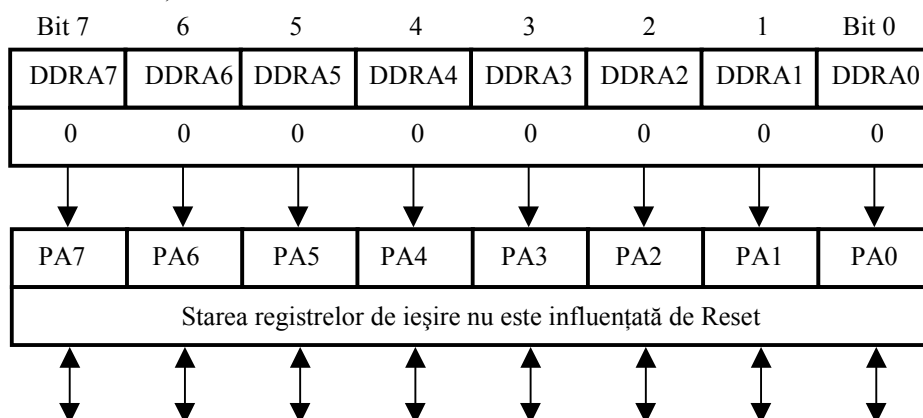 Bit 7 6 5 4 3 2 1 Bit 0
DDRA7 DDRA6 DDRA5 DDRA4 DDRA3 DDRA2 DDRA1 DDRA0
0 0 0 0 0 0 0 0
PA7 PA6 PA5 PA4 PA3 PA2 PA1 PA0
Starea registrelor de ieşire nu este influențată de Reset